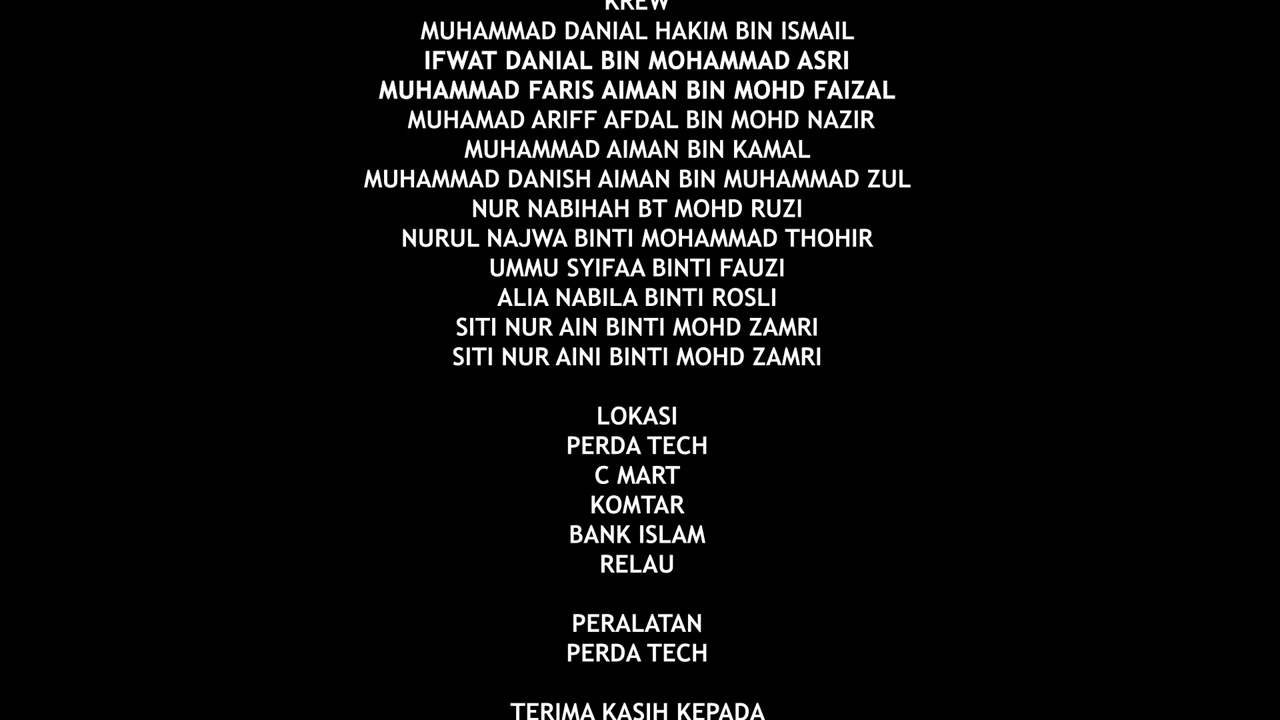 KREW
MUHAMMAD DANIAL HAKIM BIN ISMAIL
IFWAT DANIAL BIN MOHAMMAD ASRI
MUHAMMAD FARIS AIMAN BIN MOHD FAIZAL
MUHAMAD ARIFF AFDAL BIN MOHD NAZIR
MUHAMMAD AIMAN BIN KAMAL
MUHAMMAD DANISH AIMAN BIN MUHAMMAD ZUL
NUR NABIHAH BT MOHD RUZI
NURUL NAJWA BINTI MOHAMMAD THOHIR
UMMU SYIFAA BINTI FAUZI
ALIA NABILA BINTI ROSLI
SITI NUR AIN BINTI MOHD ZAMRI
SITI NUR AINI BINTI MOHD ZAMRI
LOKASI
PERDA TECH
C MART
KOMTAR
BANK ISLAM
RELAU
PERALATAN
PERDA TECH
TERIMA KASIH KEPADA